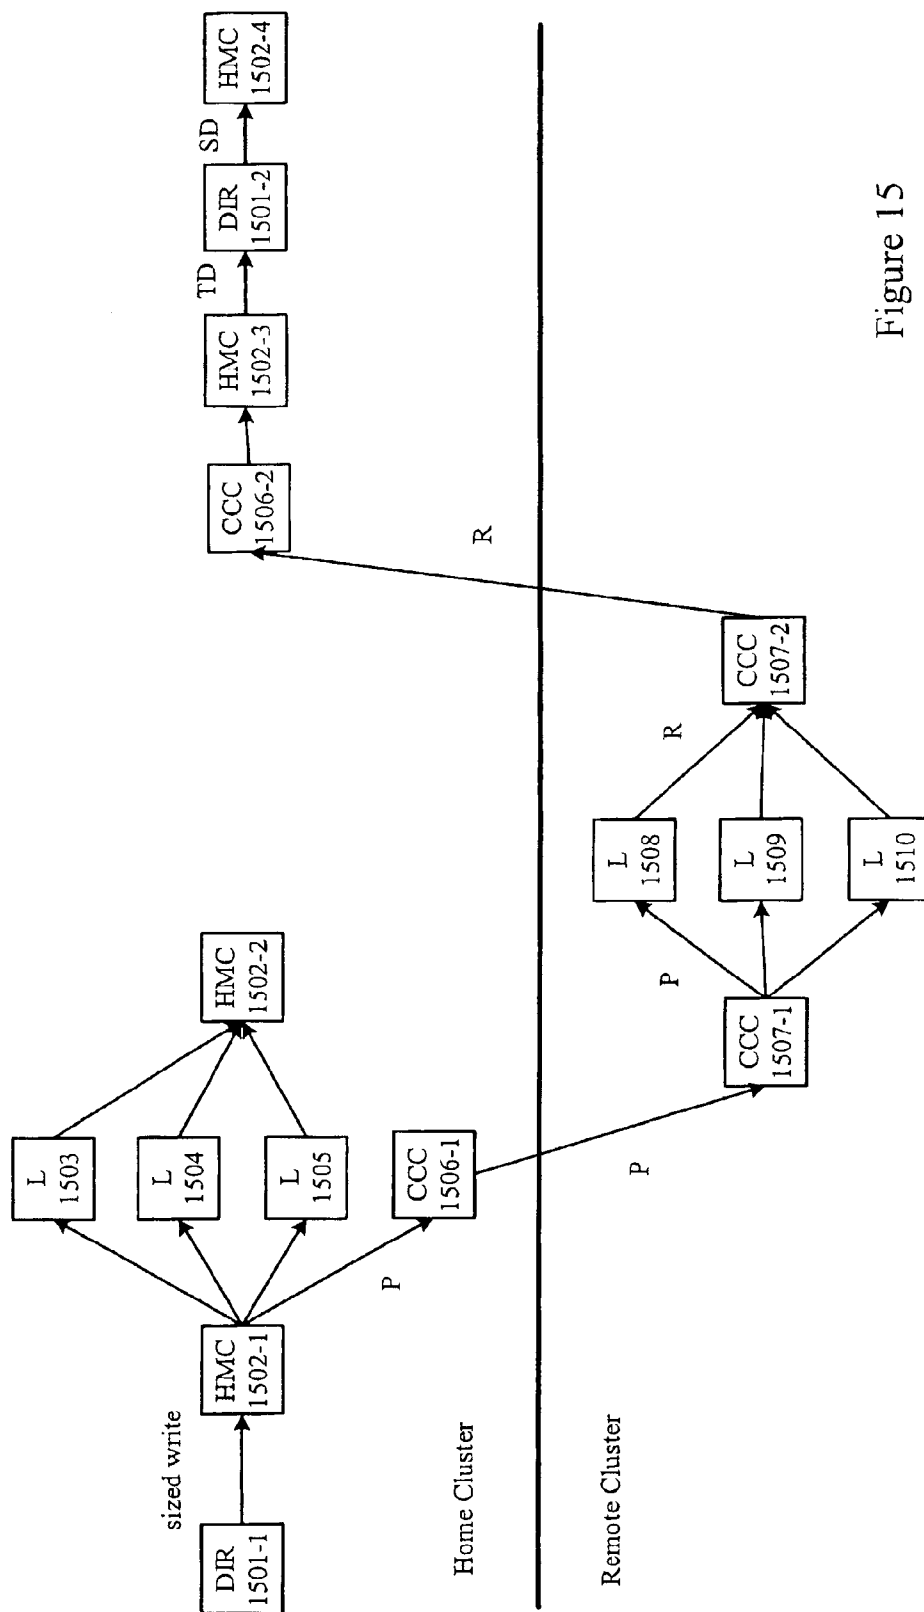 sized write
DIR
1501-1
HMC
1502-1
P
L
1503
L
1504
L
1505
CCC
1506-1
HMC
1502-2
CCC
1506-2
HMC
1502-3
TD
DIR
1501-2
SD
HMC
1502-4
Home Cluster
Remote Cluster
P
CCC
1507-1
P
L
1508
L
1509
L
1510
R
CCC
1507-2
R
Figure 15